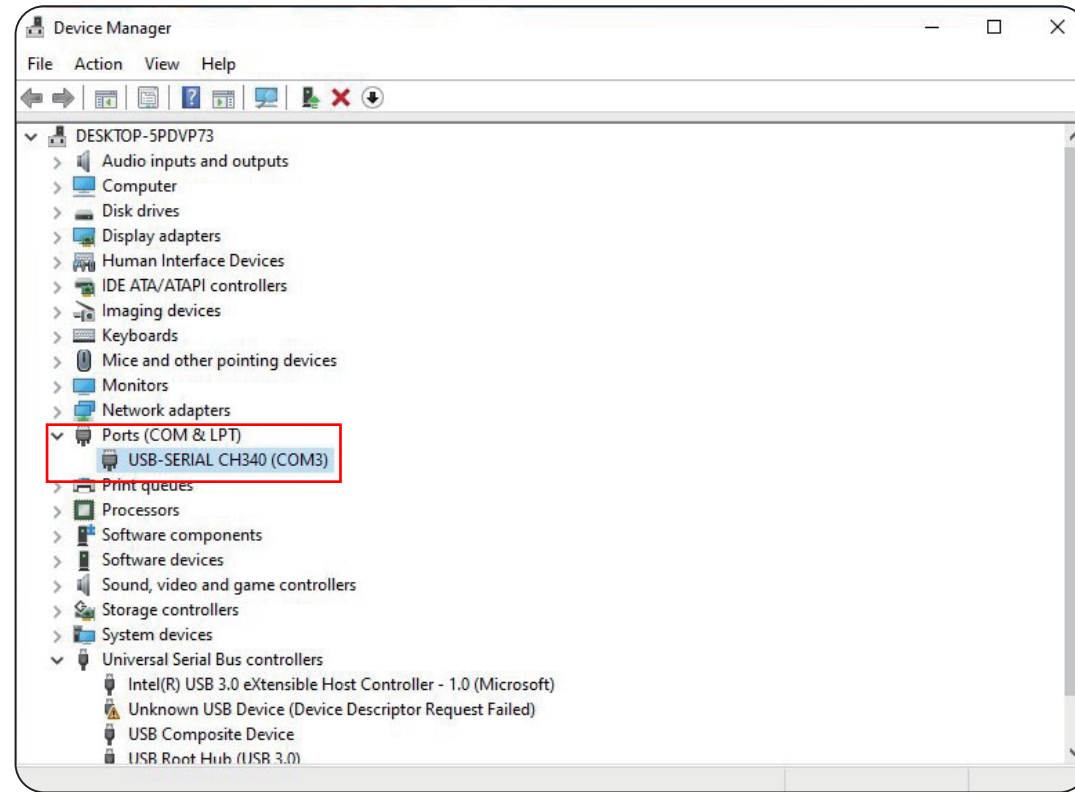 Device Manager
File Action View Help
DESKTOP-5PDVP73
Audio inputs and outputs
Computer
Disk drives
Display adapters
Human Interface Devices
IDE ATA/ATAPI controllers
Imaging devices
Keyboards
Mice and other pointing devices
Monitors
Network adapters
Ports (COM & LPT)
USB-SERIAL CH340 (COM3)
Print queues
Processors
Software components
Software devices
Sound, video and game controllers
Storage controllers
System devices
Universal Serial Bus controllers
Intel(R) USB 3.0 eXtensible Host Controller - 1.0 (Microsoft)
Unknown USB Device (Device Descriptor Request Failed)
USB Composite Device
USB Root Hub (USB 3.0)